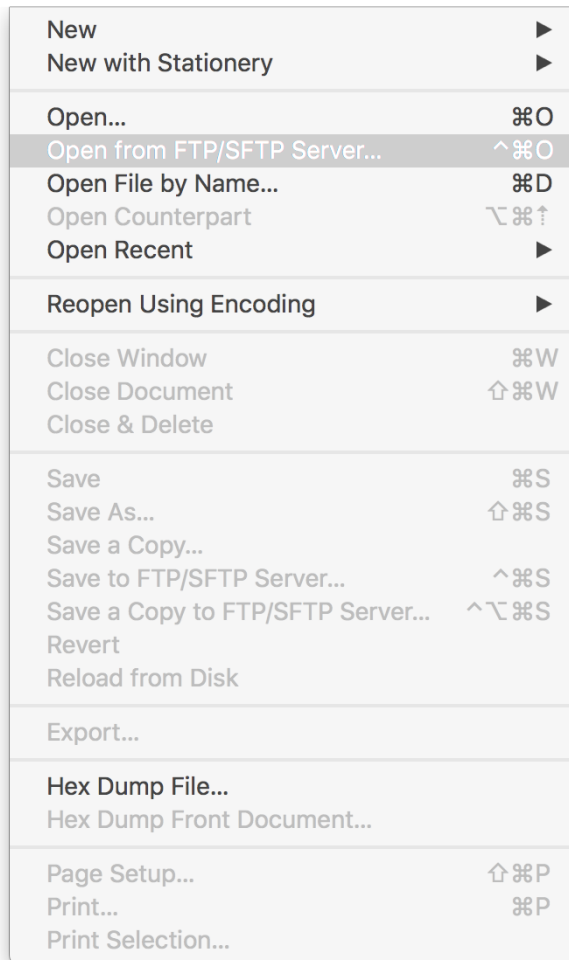 New ▶
New with Stationery ▶
Open... ⌘O
Open from FTP/SFTP Server... ^⌘O
Open File by Name... ⌘D
Open Counterpart ⌥⌘⇡
Open Recent ▶
Reopen Using Encoding ▶
Close Window ⌘W
Close Document ⇧⌘W
Close & Delete
Save ⌘S
Save As... ⇧⌘S
Save a Copy...
Save to FTP/SFTP Server... ^⌘S
Save a Copy to FTP/SFTP Server... ^⌥⌘S
Revert
Reload from Disk
Export...
Hex Dump File...
Hex Dump Front Document...
Page Setup... ⇧⌘P
Print... ⌘P
Print Selection...